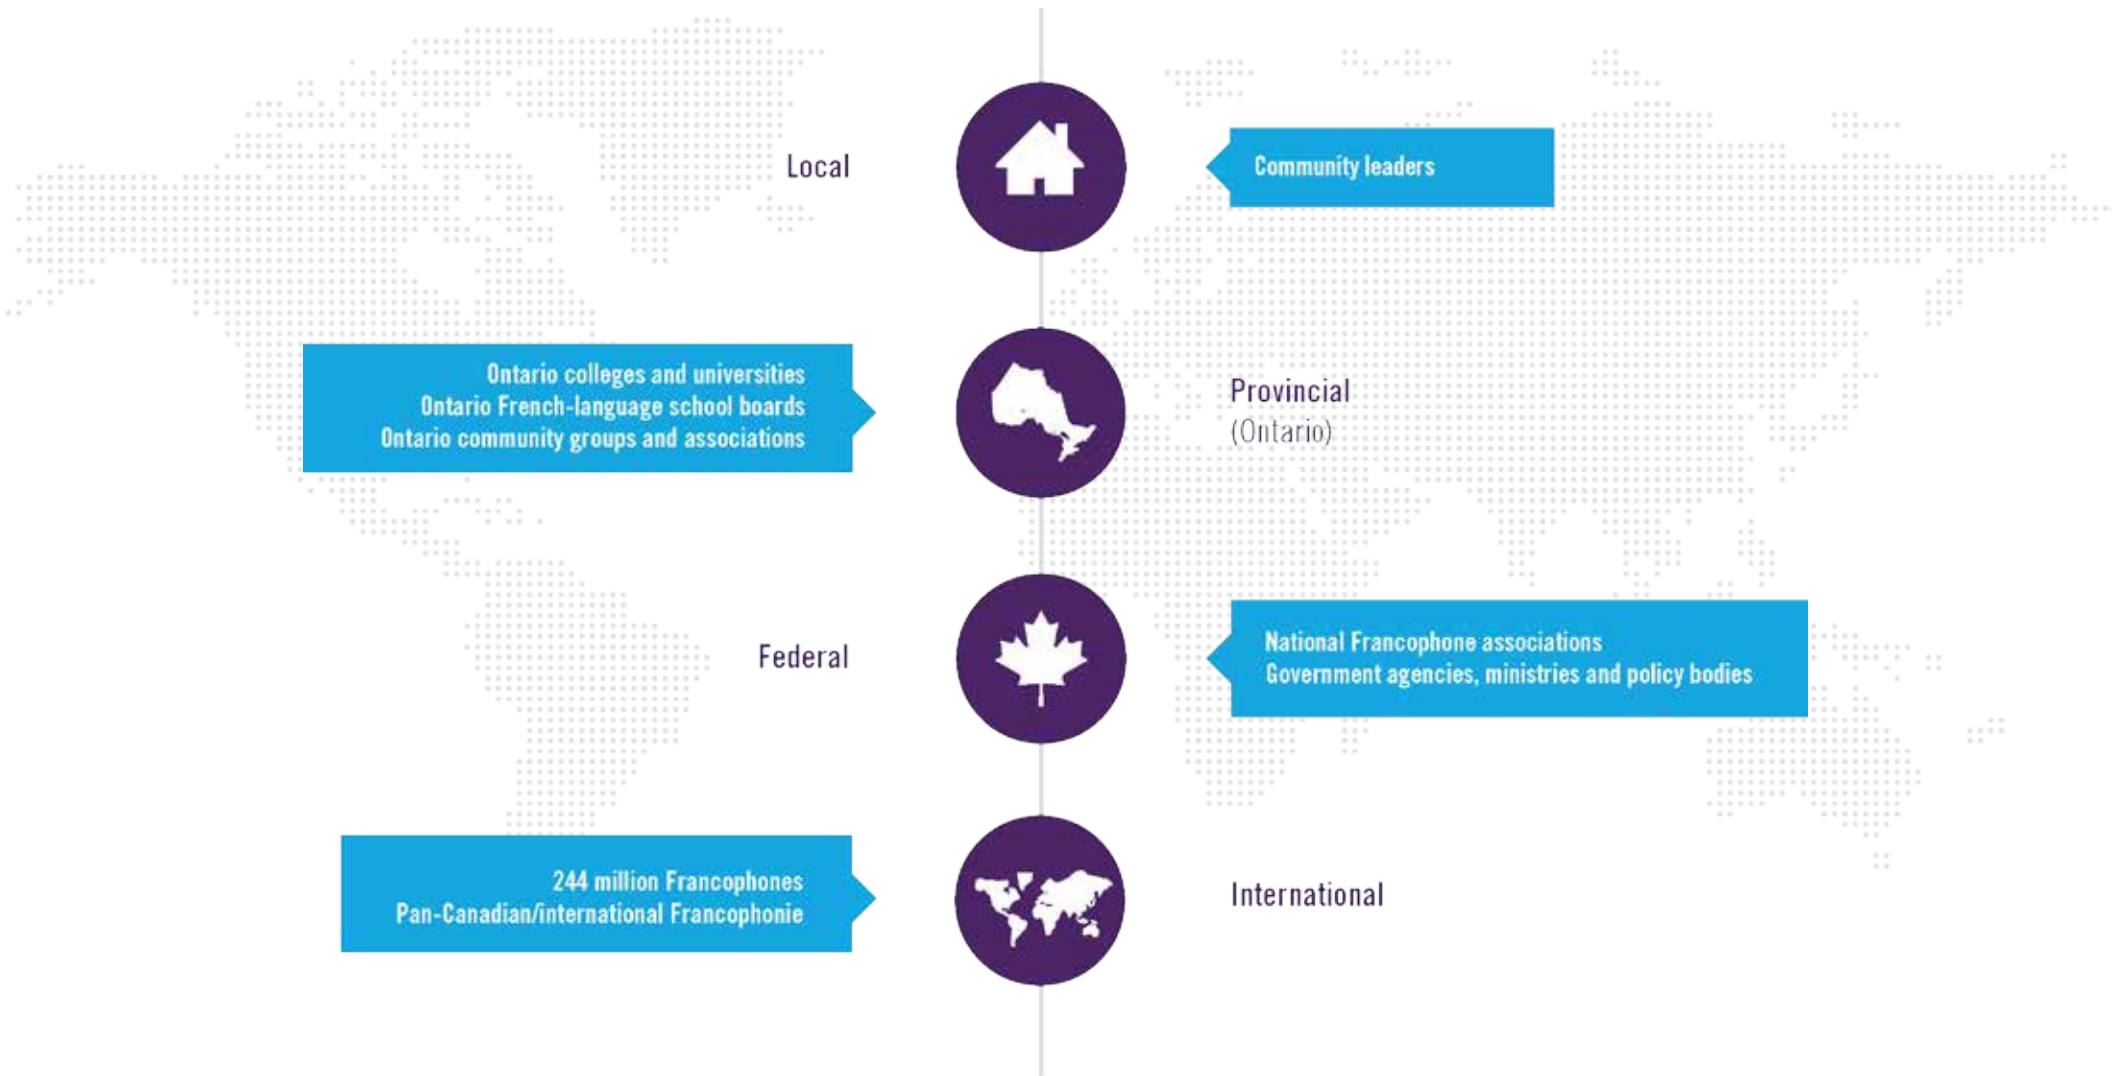 Local
Community leaders
Ontario colleges and universities
Ontario French-language school boards
Ontario community groups and associations
Provincial
(Ontario)
Federal
National Francophone associations
Government agencies, ministries and policy bodies
244 million Francophones
Pan-Canadian/international Francophonie
International